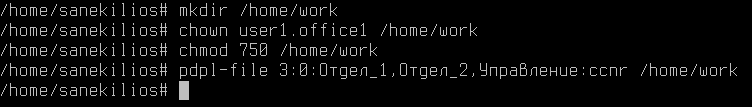 /home/sanekilios# mkdir /home/work
/home/sanekilios# chown user1.office1 /home/work
/home/sanekilios# chmod 750 /home/work
/home/sanekilios# pdpl-file 3:0:Отдел_1,Отдел_2,Управление:ccnr /home/work
/home/sanekilios#